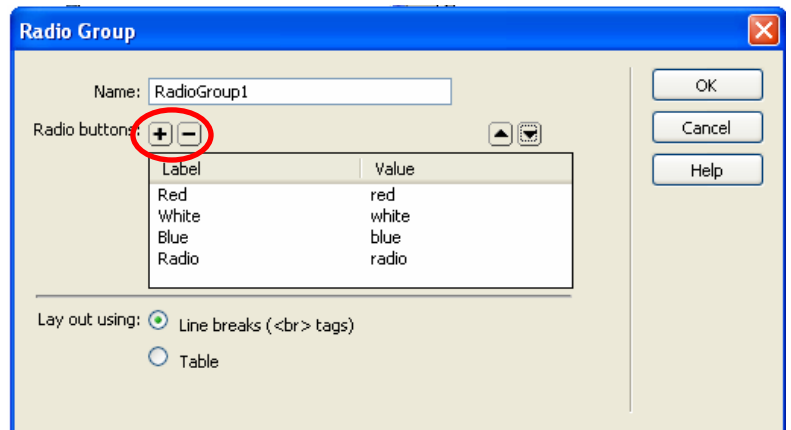 Radio Group
Name: RadioGroup1
OK
Radio buttons:
Cancel
Label Value
Help
Red red
White white
Blue blue
Radio radio
Lay out using: Line breaks (<br> tags)
Table